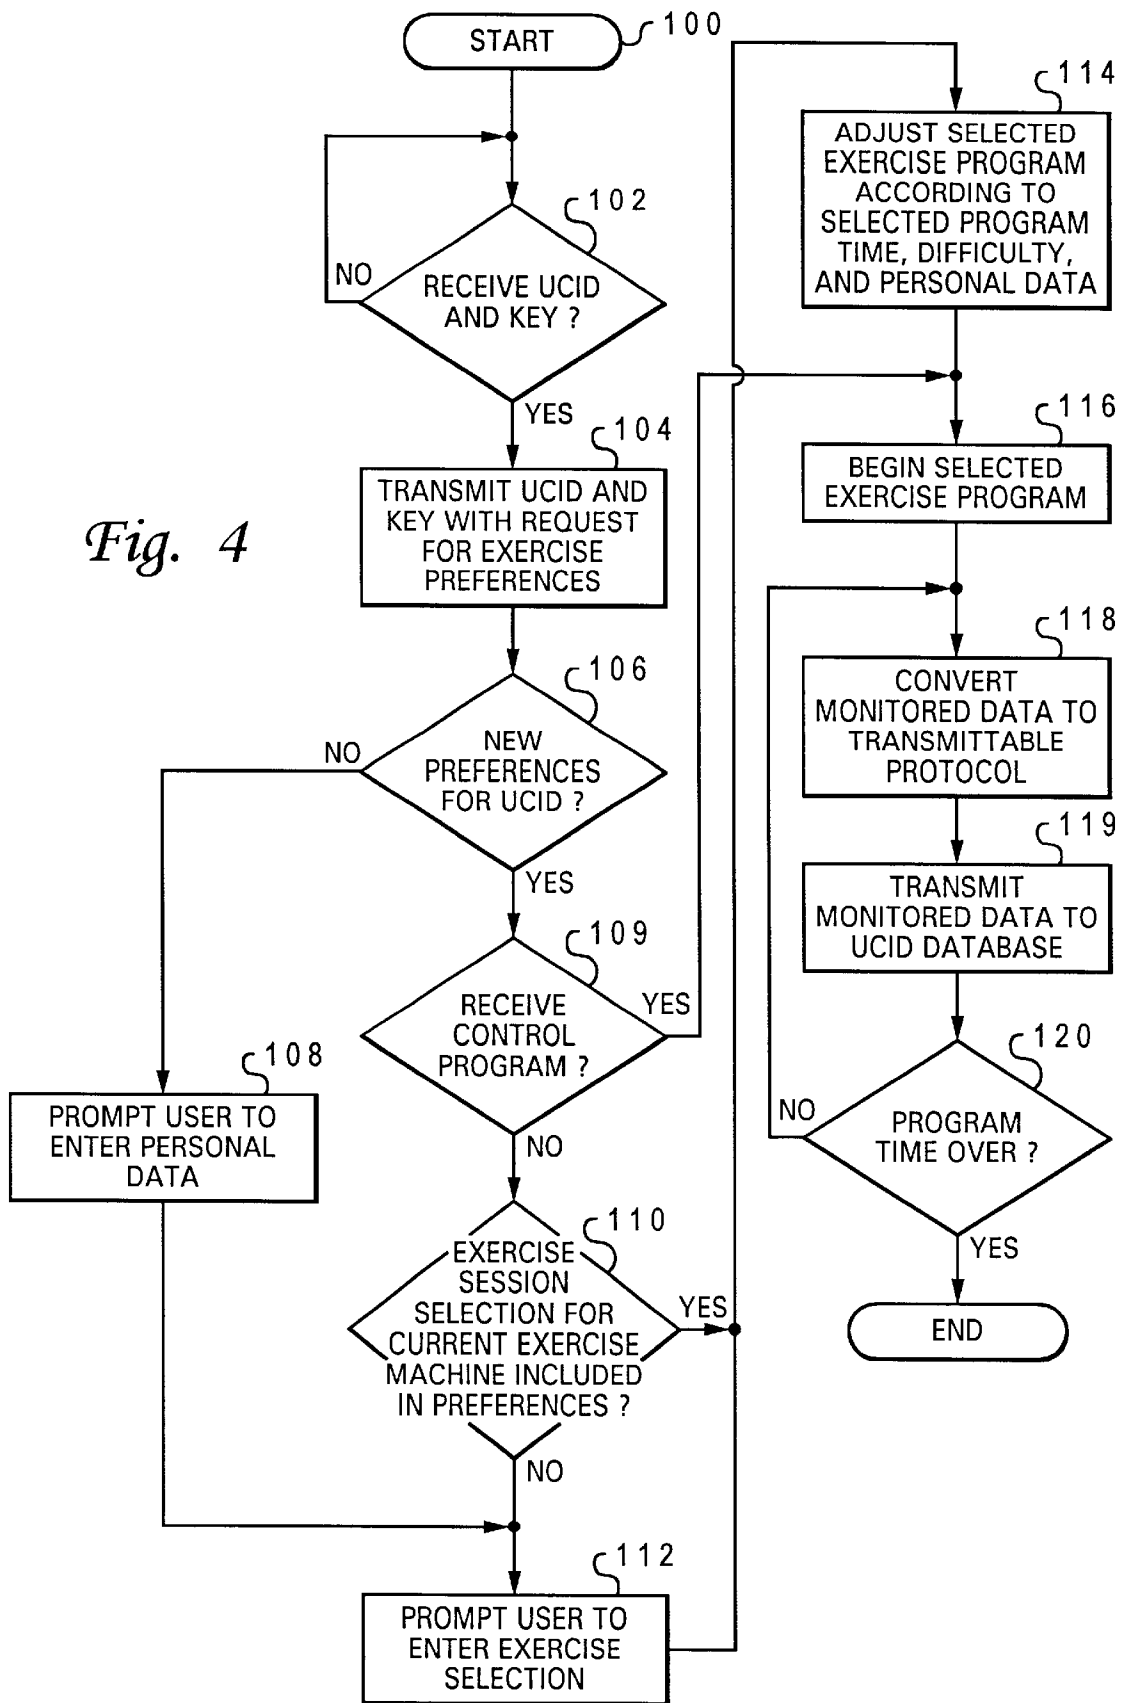 START
100
102
NO
RECEIVE UCID
AND KEY ?
YES
104
TRANSMIT UCID AND
KEY WITH REQUEST
FOR EXERCISE
PREFERENCES
Fig. 4
106
NO
NEW
PREFERENCES
FOR UCID ?
YES
109
RECEIVE
CONTROL
PROGRAM ?
YES
NO
108
PROMPT USER TO
ENTER PERSONAL
DATA
110
EXERCISE
SESSION
SELECTION FOR
CURRENT EXERCISE
MACHINE INCLUDED
IN PREFERENCES ?
YES
NO
112
PROMPT USER TO
ENTER EXERCISE
SELECTION
114
ADJUST SELECTED
EXERCISE PROGRAM
ACCORDING TO
SELECTED PROGRAM
TIME, DIFFICULTY,
AND PERSONAL DATA
116
BEGIN SELECTED
EXERCISE PROGRAM
118
CONVERT
MONITORED DATA TO
TRANSMITTABLE
PROTOCOL
119
TRANSMIT
MONITORED DATA TO
UCID DATABASE
120
NO
PROGRAM
TIME OVER ?
YES
END